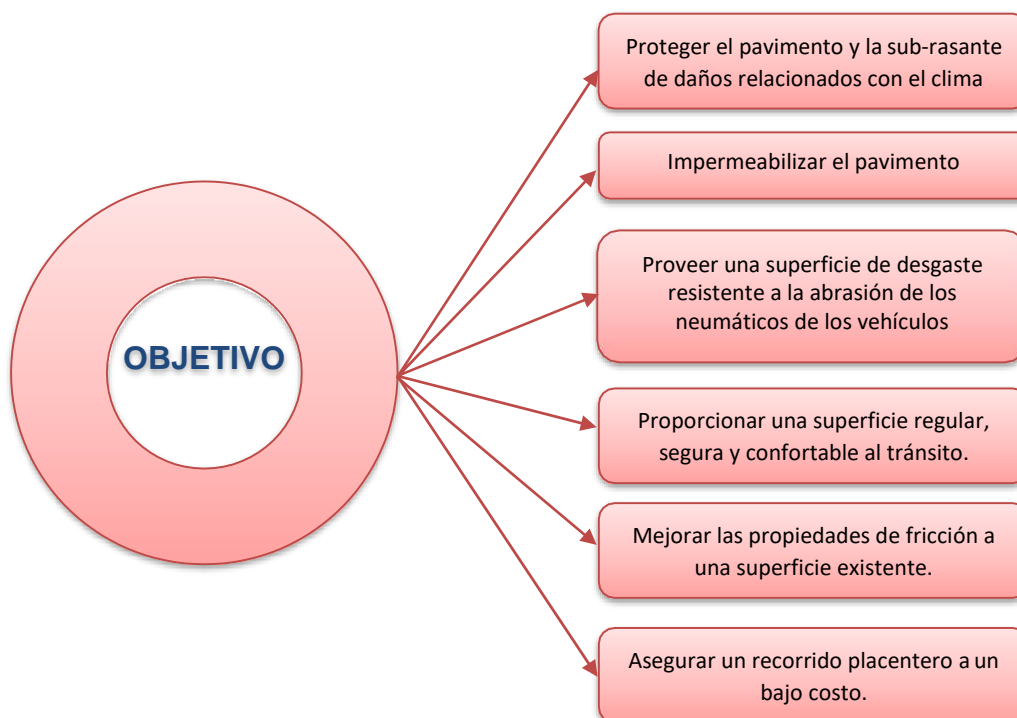 OBJETIVO
Proteger el pavimento y la sub-rasante
de daños relacionados con el clima
Impermeabilizar el pavimento
Proveer una superficie de desgaste
resistente a la abrasión de los
neumáticos de los vehículos
Proporcionar una superficie regular,
segura y confortable al tránsito.
Mejorar las propiedades de fricción a
una superficie existente.
Asegurar un recorrido placentero a un
bajo costo.